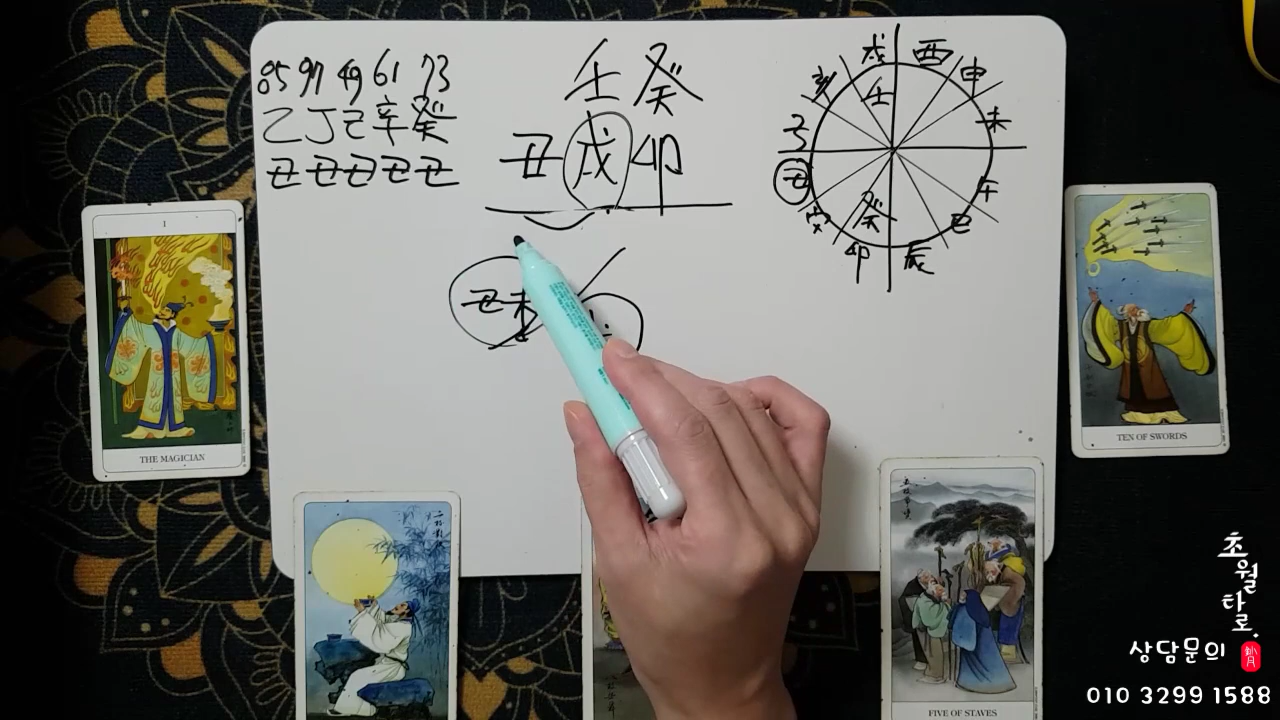 85 97 49 61 73
乙丁己辛癸
丑丑丑丑丑
壬癸
丑戌卯
丑未
戌
酉
申
未
午
巳
辰
卯
寅
丑
子
亥
壬
癸
I
THE MAGICIAN
TEN OF SWORDS
FIVE OF STAVES
초월타로.
상담문의
010 3299 1588